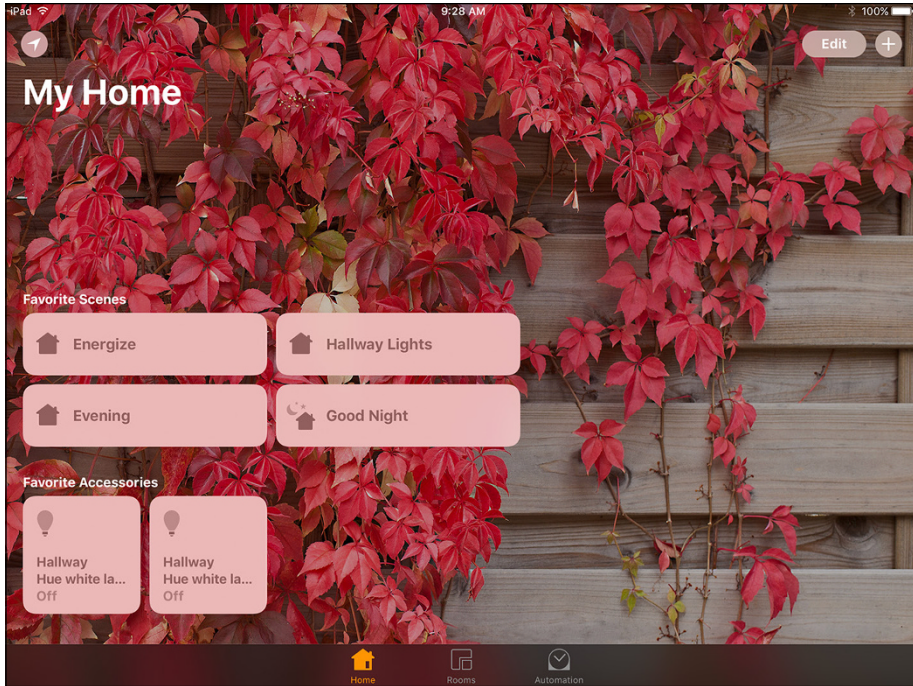 iPad 9:28 AM 100%
Edit
My Home
Favorite Scenes
Energize Hallway Lights
Evening Good Night
Favorite Accessories
Hallway Hallway
Hue white la... Hue white la...
Off Off
Home Rooms Automation